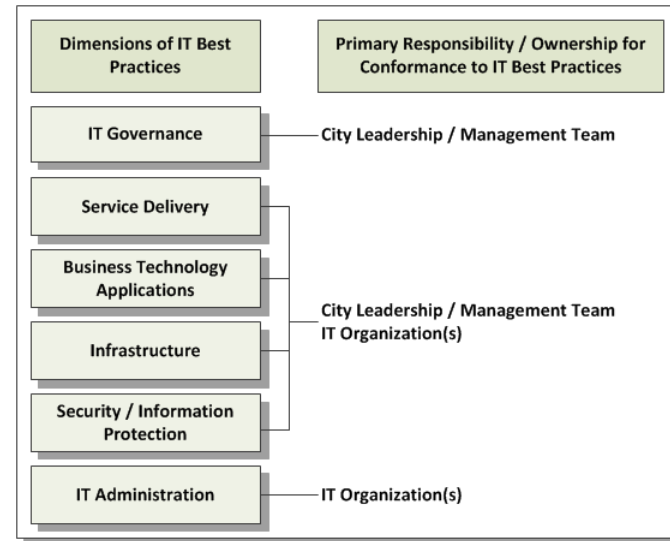 Dimensions of IT Best
Practices
Primary Responsibility / Ownership for
Conformance to IT Best Practices
IT Governance
City Leadership / Management Team
Service Delivery
Business Technology
Applications
Infrastructure
Security / Information
Protection
City Leadership / Management Team
IT Organization(s)
IT Administration
IT Organization(s)